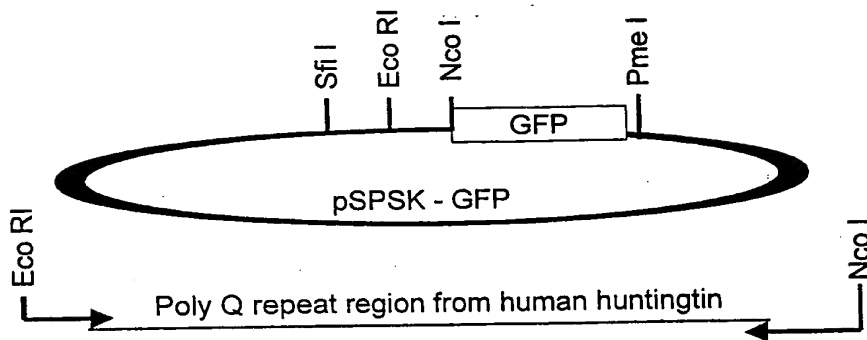 Sfi I
Eco RI
Nco I
Pme I
GFP
pSPSK - GFP
Eco RI
Nco I
Poly Q repeat region from human huntingtin